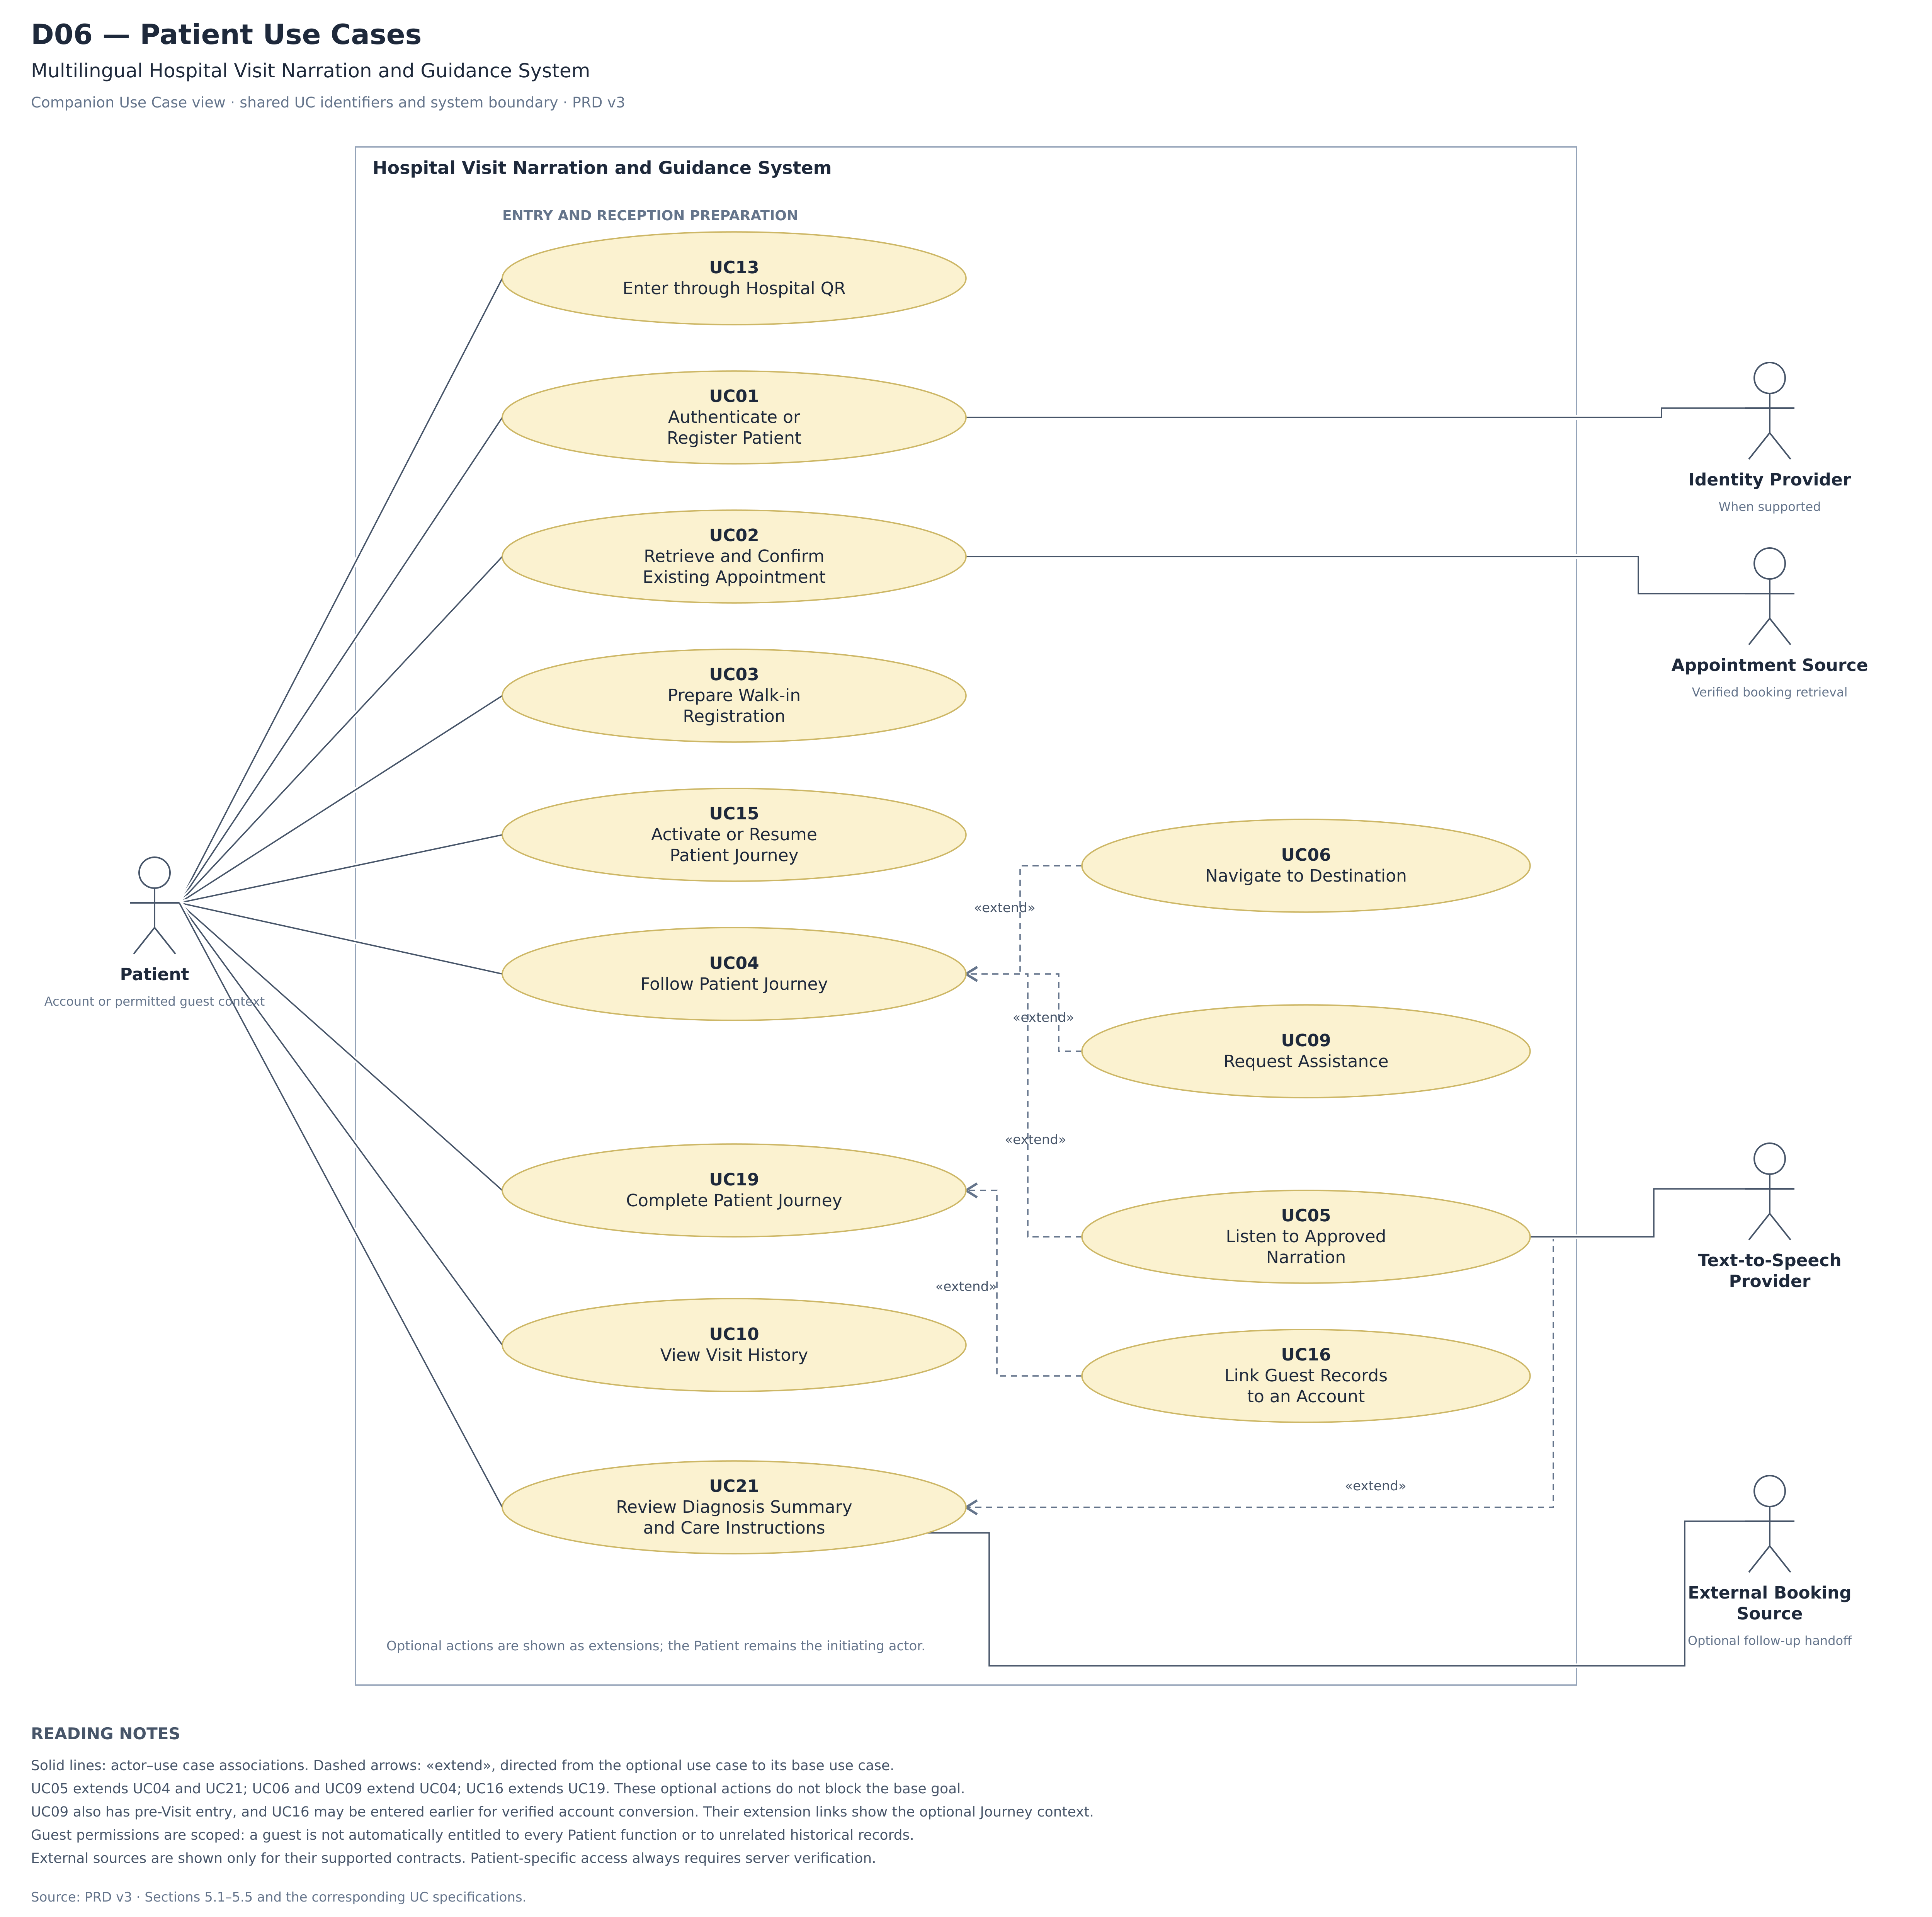 D06 — Patient Use Cases
Multilingual Hospital Visit Narration and Guidance System
Companion Use Case view · shared UC identifiers and system boundary · PRD v3
Hospital Visit Narration and Guidance System
ENTRY AND RECEPTION PREPARATION
UC13
Enter through Hospital QR
UC01
Authenticate or
Register Patient
Identity Provider
When supported
UC02
Retrieve and Confirm
Existing Appointment
Appointment Source
Verified booking retrieval
UC03
Prepare Walk-in
Registration
UC15
Activate or Resume
Patient Journey
UC06
Navigate to Destination
«extend»
Patient
Account or permitted guest context
UC04
Follow Patient Journey
«extend»
UC09
Request Assistance
«extend»
UC19
Complete Patient Journey
UC05
Listen to Approved
Narration
Text-to-Speech
Provider
«extend»
UC10
View Visit History
UC16
Link Guest Records
to an Account
UC21
Review Diagnosis Summary
and Care Instructions
«extend»
External Booking
Source
Optional follow-up handoff
Optional actions are shown as extensions; the Patient remains the initiating actor.
READING NOTES
Solid lines: actor–use case associations. Dashed arrows: «extend», directed from the optional use case to its base use case.
UC05 extends UC04 and UC21; UC06 and UC09 extend UC04; UC16 extends UC19. These optional actions do not block the base goal.
UC09 also has pre-Visit entry, and UC16 may be entered earlier for verified account conversion. Their extension links show the optional Journey context.
Guest permissions are scoped: a guest is not automatically entitled to every Patient function or to unrelated historical records.
External sources are shown only for their supported contracts. Patient-specific access always requires server verification.
Source: PRD v3 · Sections 5.1–5.5 and the corresponding UC specifications.